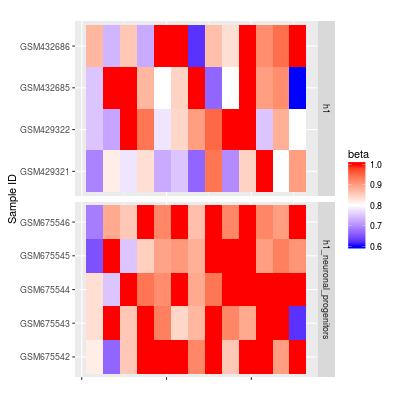 Sample ID
GSM432686
GSM432685
GSM429322
GSM429321
h1
GSM675546
GSM675545
GSM675544
GSM675543
GSM675542
h1_neuronal_progenitors
beta
1.0
0.9
0.8
0.7
0.6